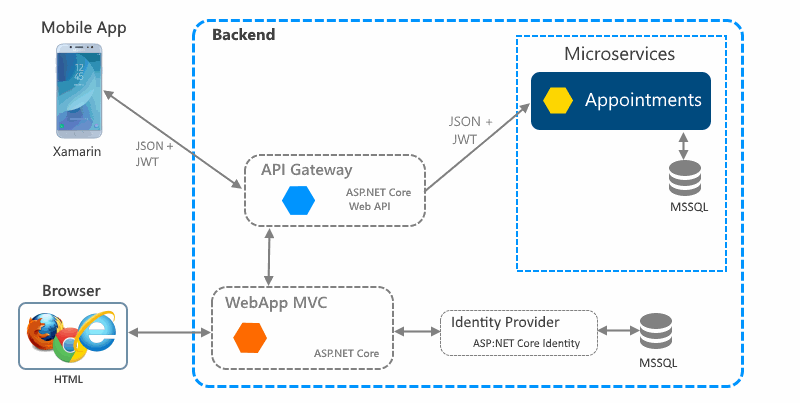 Mobile App
Xamarin
JSON +
JWT
Backend
Microservices
Appointments
JSON +
JWT
MSSQL
API Gateway
ASP.NET Core
Web API
Browser
HTML
WebApp MVC
ASP.NET Core
Identity Provider
ASP.NET Core Identity
MSSQL